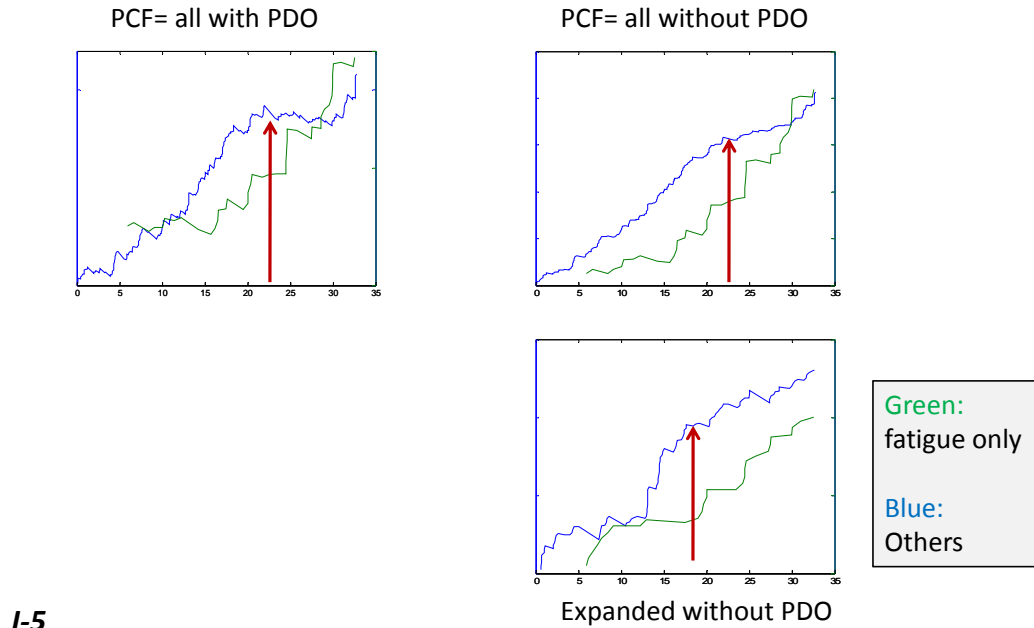 PCF= all with PDO
PCF= all without PDO
0 5 10 15 20 25 30 35
0 5 10 15 20 25 30 35
Green:
fatigue only
Blue:
Others
0 5 10 15 20 25 30 35
Expanded without PDO
I-5